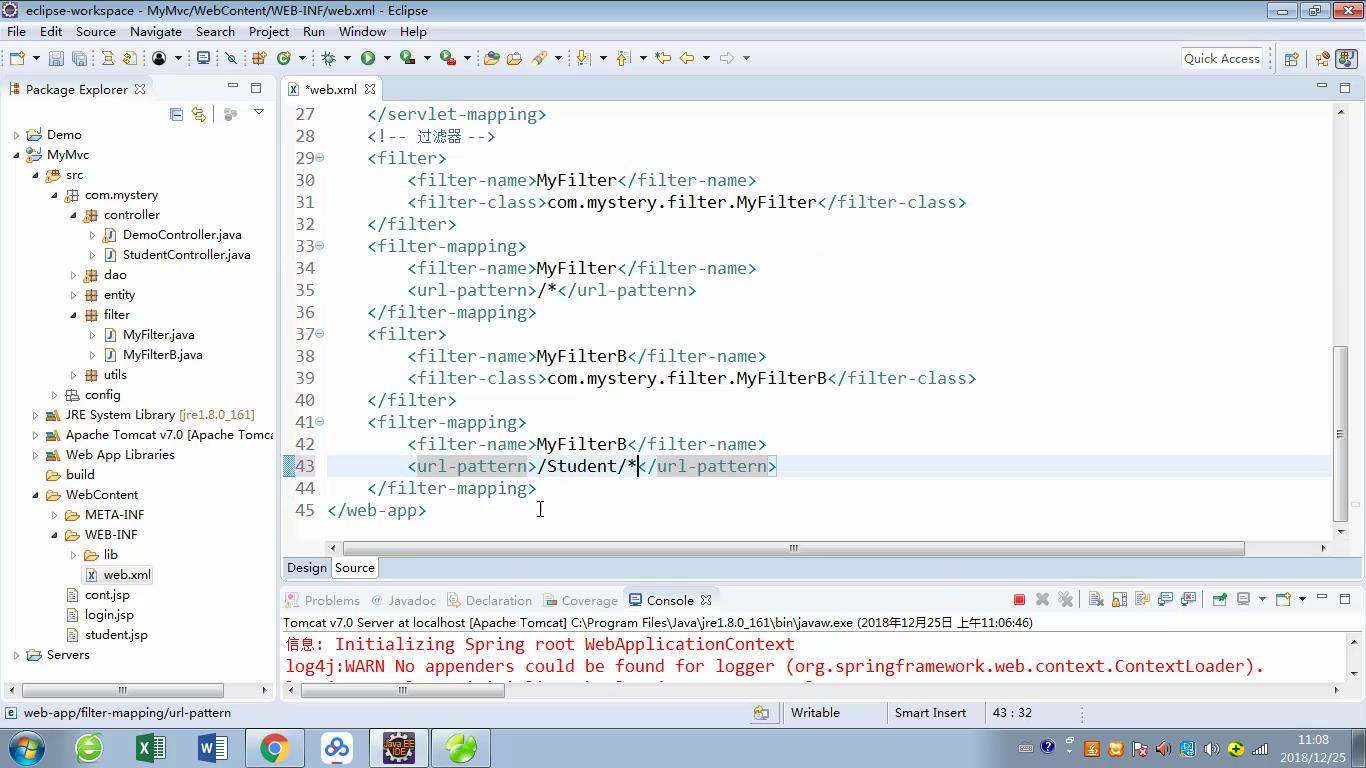 eclipse-workspace - MyMvc/WebContent/WEB-INF/web.xml - Eclipse
File Edit Source Navigate Search Project Run Window Help
Quick Access
Package Explorer
*web.xml
Demo
MyMvc
src
com.mystery
controller
DemoController.java
StudentController.java
dao
entity
filter
MyFilter.java
MyFilterB.java
utils
config
JRE System Library [jre1.8.0_161]
Apache Tomcat v7.0 [Apache Tomca
Web App Libraries
build
WebContent
META-INF
WEB-INF
lib
web.xml
cont.jsp
login.jsp
student.jsp
Servers
27 </servlet-mapping>
28 <!-- 过滤器 -->
29 <filter>
30 <filter-name>MyFilter</filter-name>
31 <filter-class>com.mystery.filter.MyFilter</filter-class>
32 </filter>
33 <filter-mapping>
34 <filter-name>MyFilter</filter-name>
35 <url-pattern>/*</url-pattern>
36 </filter-mapping>
37 <filter>
38 <filter-name>MyFilterB</filter-name>
39 <filter-class>com.mystery.filter.MyFilterB</filter-class>
40 </filter>
41 <filter-mapping>
42 <filter-name>MyFilterB</filter-name>
43 <url-pattern>/Student/*</url-pattern>
44 </filter-mapping>
45 </web-app>
Design Source
Problems @ Javadoc Declaration Coverage Console
Tomcat v7.0 Server at localhost [Apache Tomcat] C:\Program Files\Java\jre1.8.0_161\bin\javaw.exe (2018年12月25日 上午11:06:46)
信息: Initializing Spring root WebApplicationContext
log4j:WARN No appenders could be found for logger (org.springframework.web.context.ContextLoader).
web-app/filter-mapping/url-pattern Writable Smart Insert 43 : 32
11:08
2018/12/25